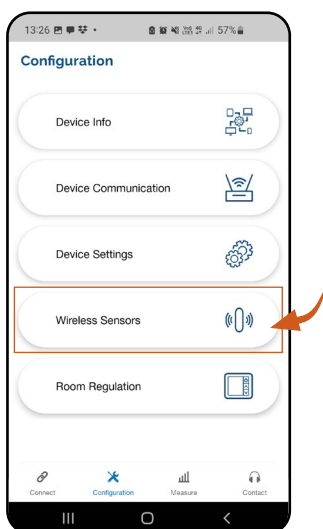 13:26 57%
Configuration
Device Info
Device Communication
Device Settings
Wireless Sensors
Room Regulation
Connect Configuration Measure Contact